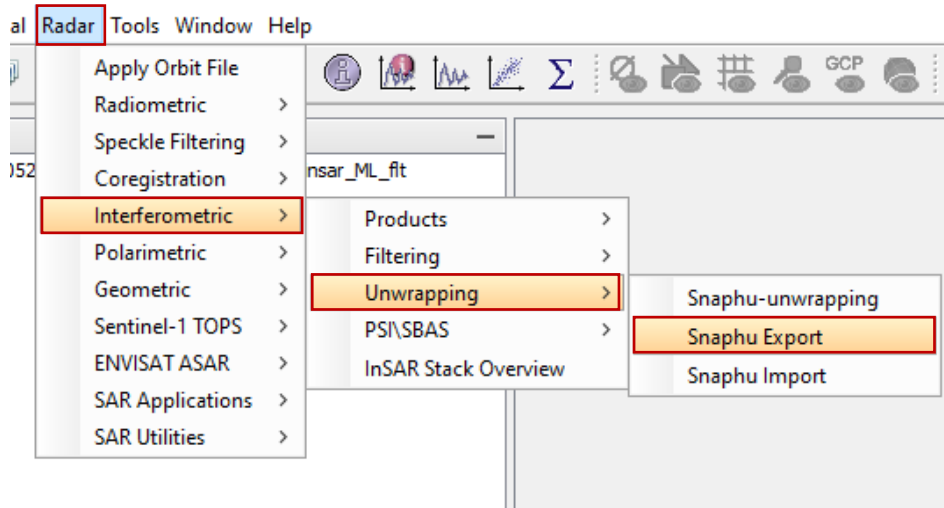 al Radar Tools Window Help
GCP
Apply Orbit File
Radiometric
Speckle Filtering
052
nsar_ML_flt
Coregistration
Interferometric
Polarimetric
Geometric
Sentinel-1 TOPS
ENVISAT ASAR
SAR Applications
SAR Utilities
Products
Filtering
Unwrapping
PSI\SBAS
InSAR Stack Overview
Snaphu-unwrapping
Snaphu Export
Snaphu Import